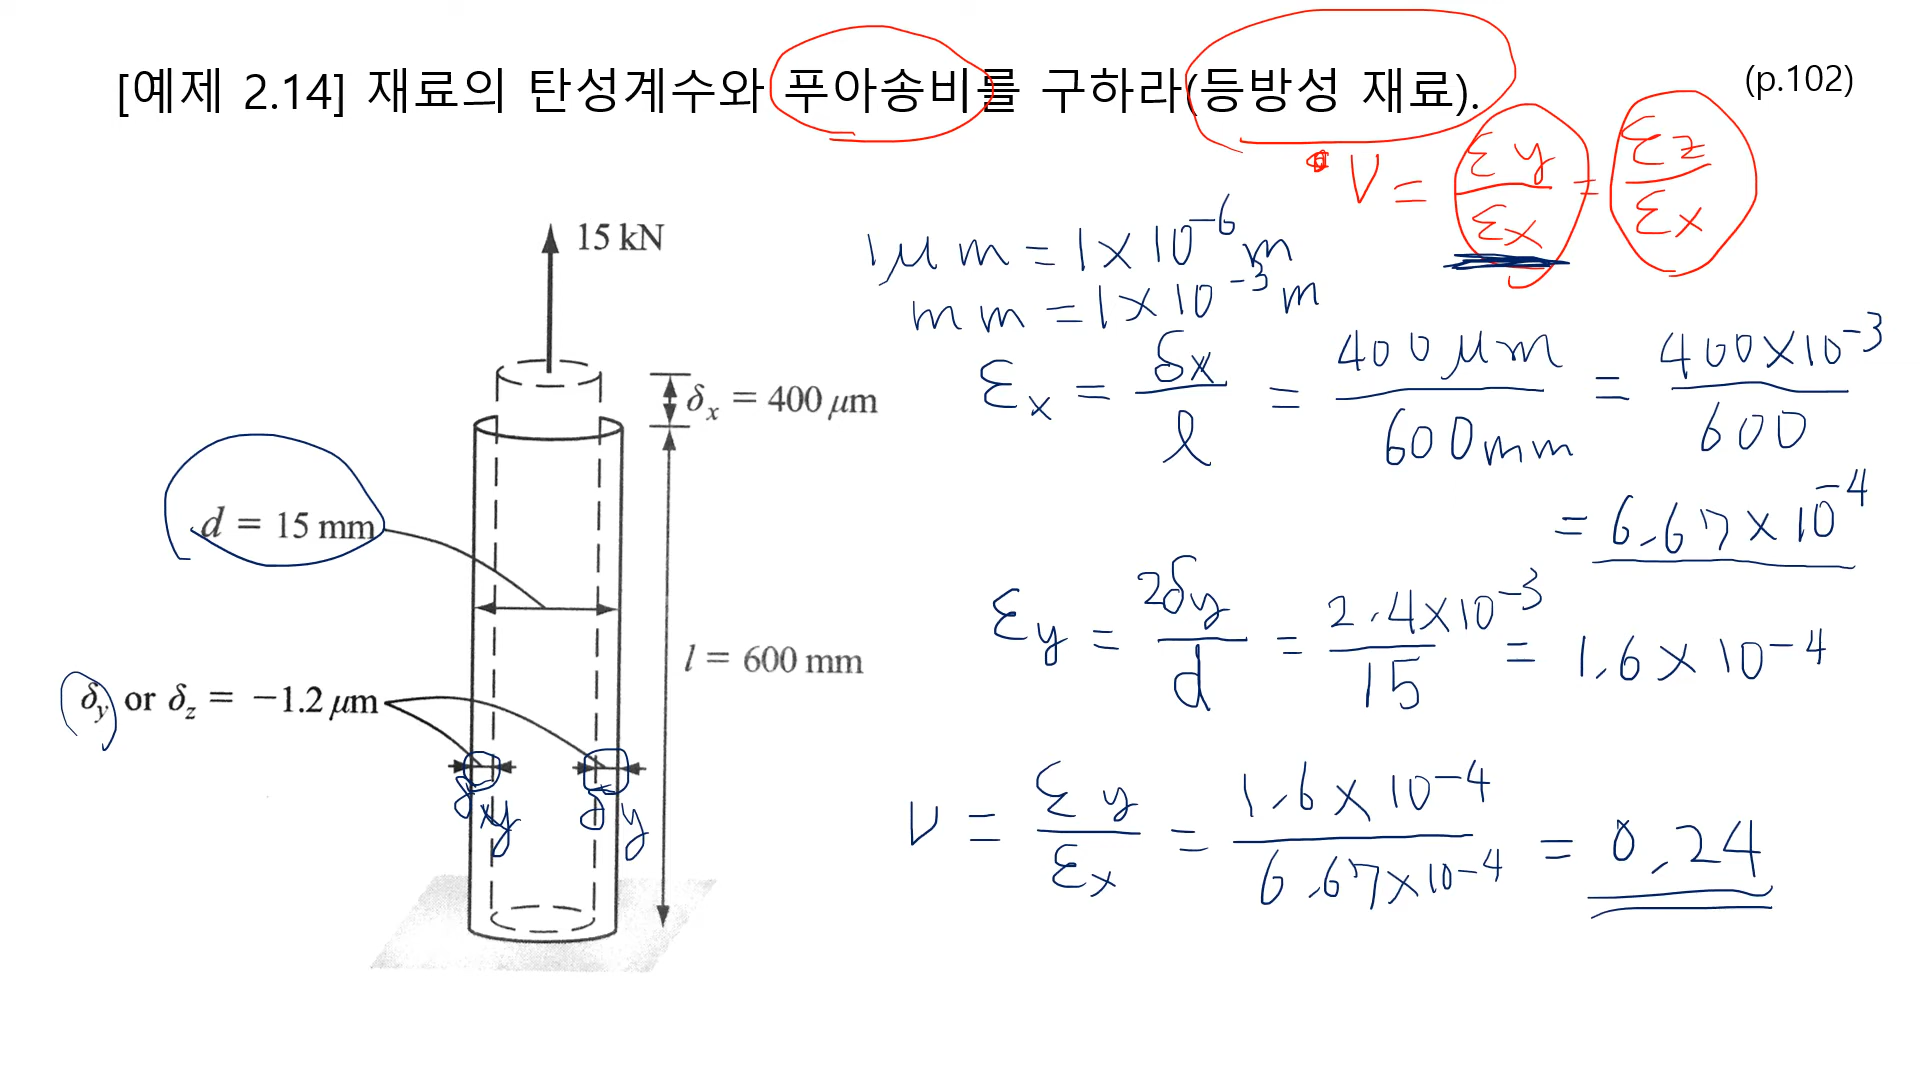 [예제 2.14] 재료의 탄성계수와 푸아송비를 구하라(등방성 재료).
(p.102)
ν = εy/εx = εz/εx
15 kN
1 μm = 1×10⁻⁶ m
mm = 1×10⁻³ m
δx = 400 μm
εx = δx/l = 400 μm/600 mm = 400×10⁻³/600
= 6.67×10⁻⁴
d = 15 mm
εy = 2δy/d = 2.4×10⁻³/15 = 1.6×10⁻⁴
l = 600 mm
δy or δz = −1.2 μm
δy
ν = εy/εx = 1.6×10⁻⁴/6.67×10⁻⁴ = 0.24